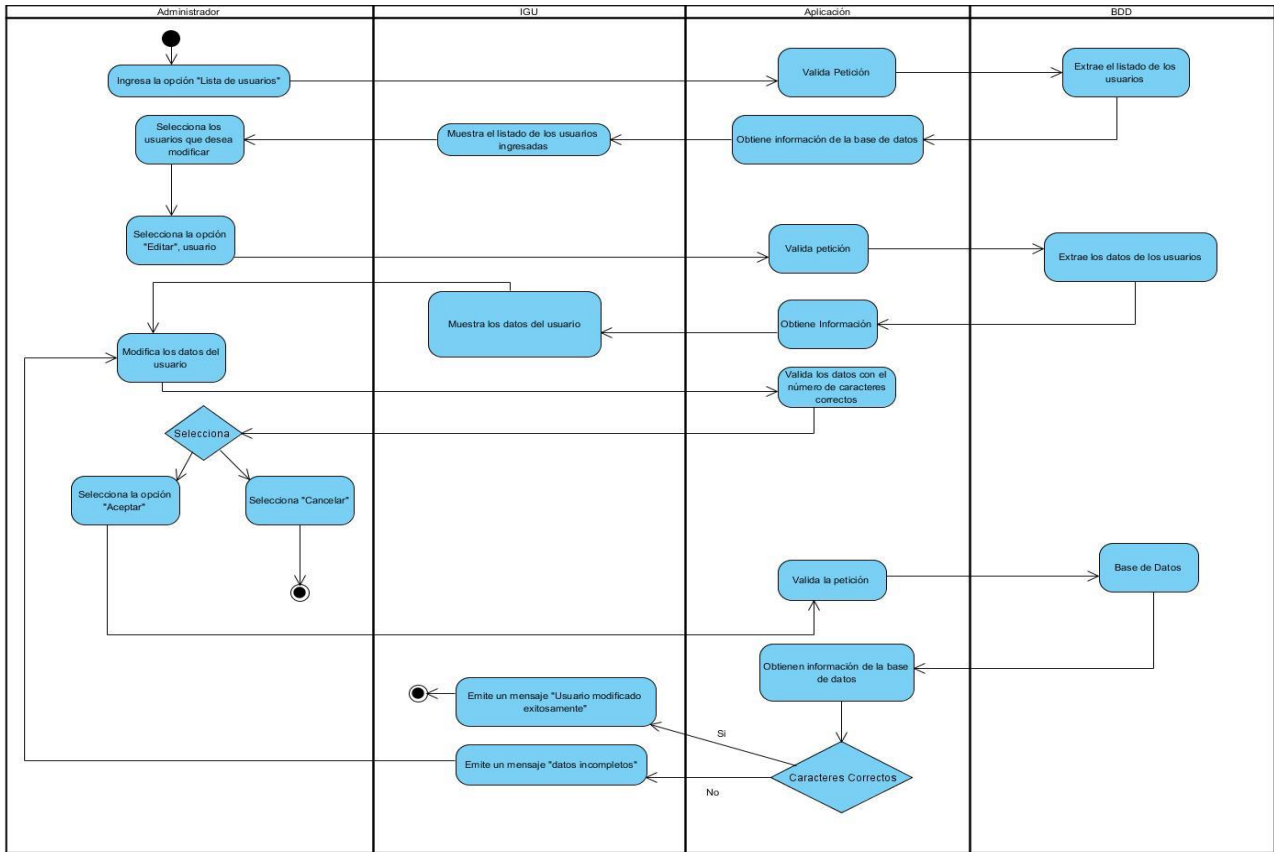 Administrador
IGU
Aplicación
BDD
Ingresa la opción "Lista de usuarios"
Valida Petición
Extrae el listado de los
usuarios
Selecciona los
usuarios que desea
modificar
Muestra el listado de los usuarios
ingresadas
Obtiene información de la base de datos
Selecciona la opción
"Editar", usuario
Valida petición
Extrae los datos de los usuarios
Muestra los datos del usuario
Obtiene Información
Modifica los datos del
usuario
Valida los datos con el
número de caracteres
correctos
Selecciona
Selecciona la opción
"Aceptar"
Selecciona "Cancelar"
Valida la petición
Base de Datos
Obtienen información de la base
de datos
Emite un mensaje "Usuario modificado
exitosamente"
Si
Emite un mensaje "datos incompletos"
No
Caracteres Correctos